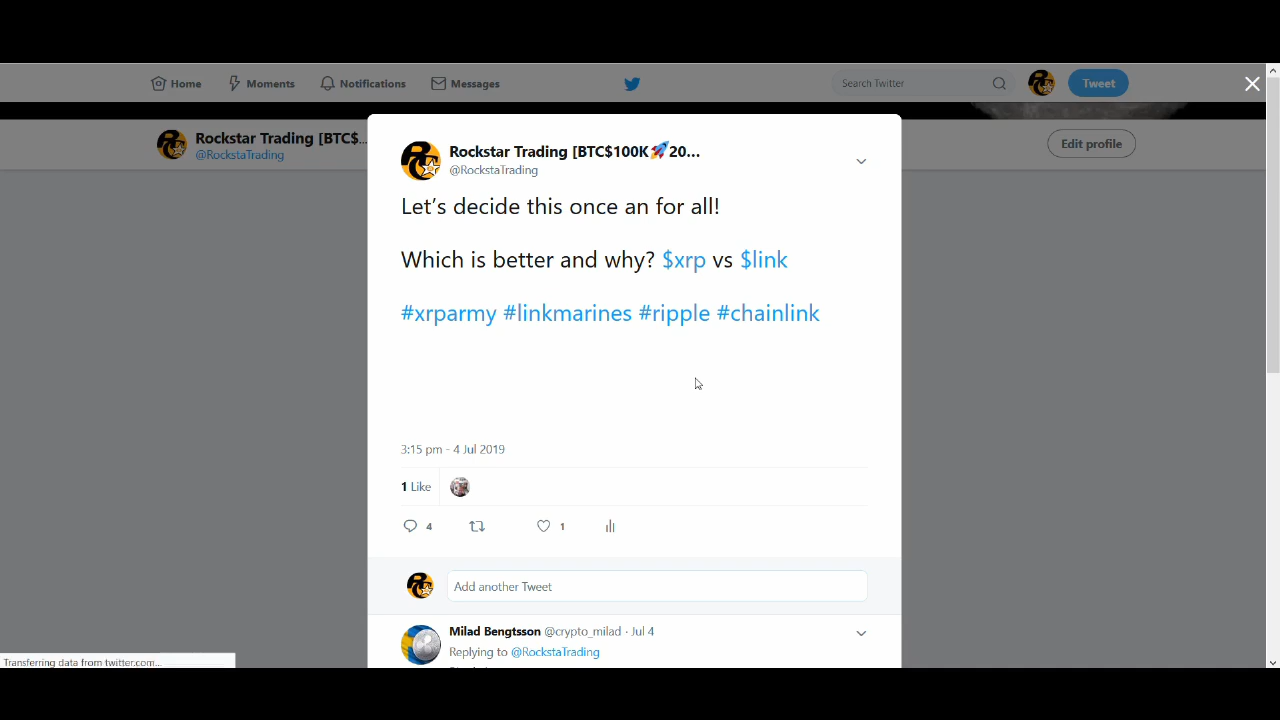 Home Moments Notifications Messages Search Twitter Tweet
Rockstar Trading [BTC$... Edit profile
@RockstaTrading
Rockstar Trading [BTC$100K🚀20...
@RockstaTrading
Let's decide this once an for all!
Which is better and why? $xrp vs $link
#xrparmy #linkmarines #ripple #chainlink
3:15 pm - 4 Jul 2019
1 Like
4 1
Add another Tweet
Milad Bengtsson @crypto_milad · Jul 4
Replying to @RockstaTrading
Transferring data from twitter.com...